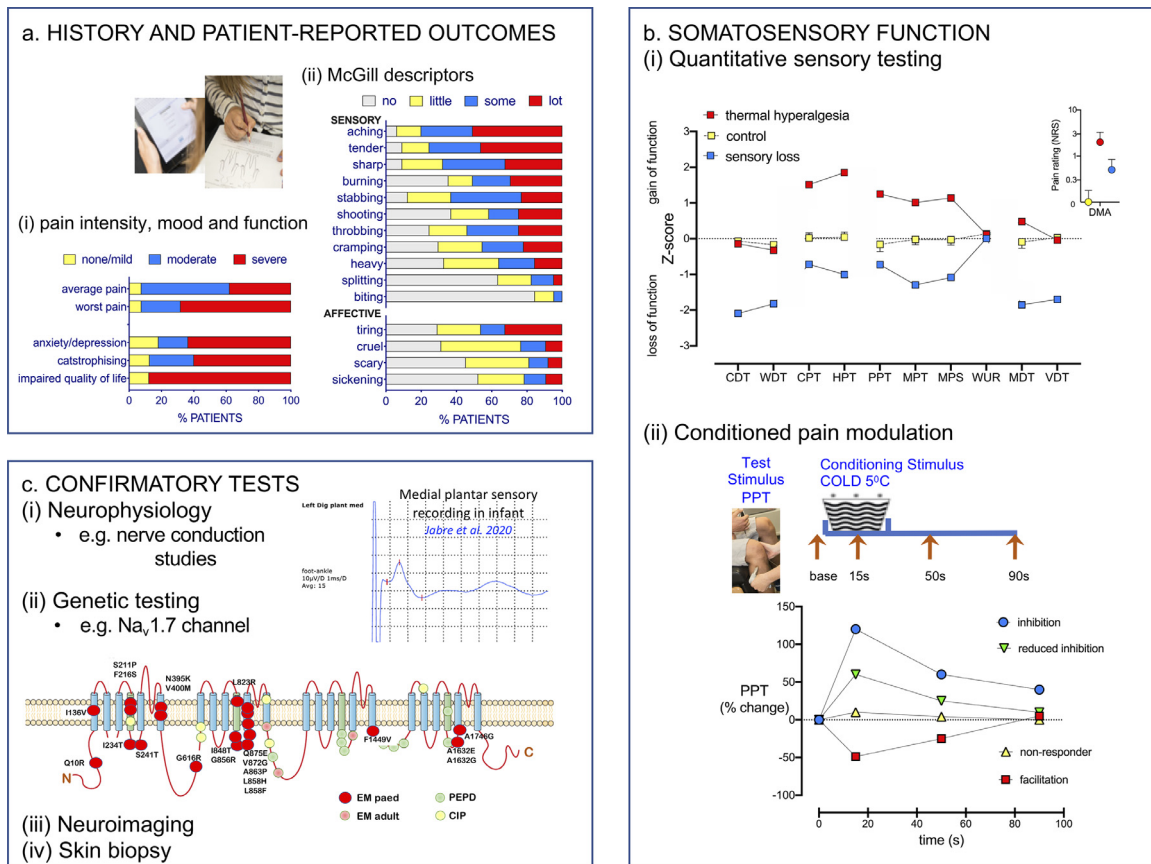 a. HISTORY AND PATIENT-REPORTED OUTCOMES
(ii) McGill descriptors
no little some lot
SENSORY
aching
tender
sharp
burning
stabbing
shooting
throbbing
cramping
heavy
splitting
biting
AFFECTIVE
tiring
cruel
scary
sickening
0 20 40 60 80 100
% PATIENTS
(i) pain intensity, mood and function
none/mild moderate severe
average pain
worst pain
anxiety/depression
catstrophising
impaired quality of life
0 20 40 60 80 100
% PATIENTS
b. SOMATOSENSORY FUNCTION
(i) Quantitative sensory testing
thermal hyperalgesia
control
sensory loss
gain of function
loss of function
Z-score
3
2
1
0
-1
-2
-3
CDT WDT CPT HPT PPT MPT MPS WUR MDT VDT
Pain rating (NRS)
10
3
1
0.3
0
DMA
(ii) Conditioned pain modulation
Test
Stimulus
PPT
Conditioning Stimulus
COLD 5⁰C
base 15s 50s 90s
PPT
(% change)
150
100
50
0
-50
-100
inhibition
reduced inhibition
non-responder
facilitation
0 20 40 60 80 100
time (s)
c. CONFIRMATORY TESTS
(i) Neurophysiology
• e.g. nerve conduction
studies
Left Dig plant med
Medial plantar sensory
recording in infant
Jabre et al. 2020
foot-ankle
10µV/D 1ms/D
Avg: 15
(ii) Genetic testing
• e.g. Naᵥ1.7 channel
S211P
F216S
N395K
V400M
L823R
I136V
I234T
S241T
Q10R
N
G616R
I848T
G856R
Q875E
V872G
A863P
L858H
L858F
F1449V
A1746G
A1632E
A1632G
C
EM paed
EM adult
PEPD
CIP
(iii) Neuroimaging
(iv) Skin biopsy